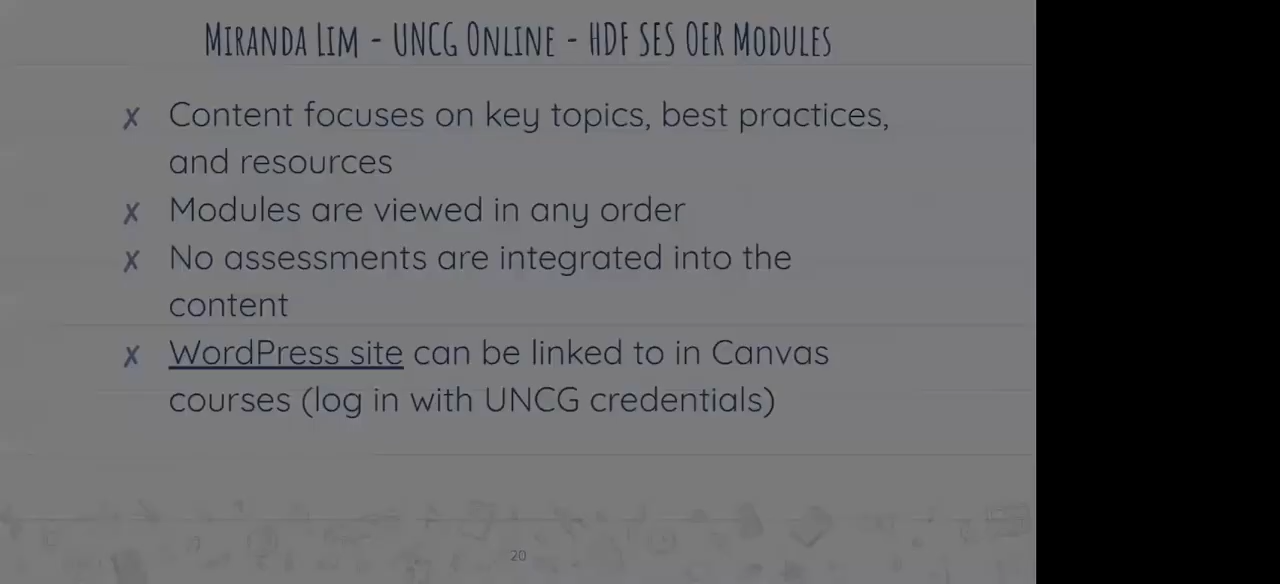 Miranda Lim - UNCG Online - HDF SES OER Modules
✗ Content focuses on key topics, best practices,
and resources
✗ Modules are viewed in any order
✗ No assessments are integrated into the
content
✗ WordPress site can be linked to in Canvas
courses (log in with UNCG credentials)
20